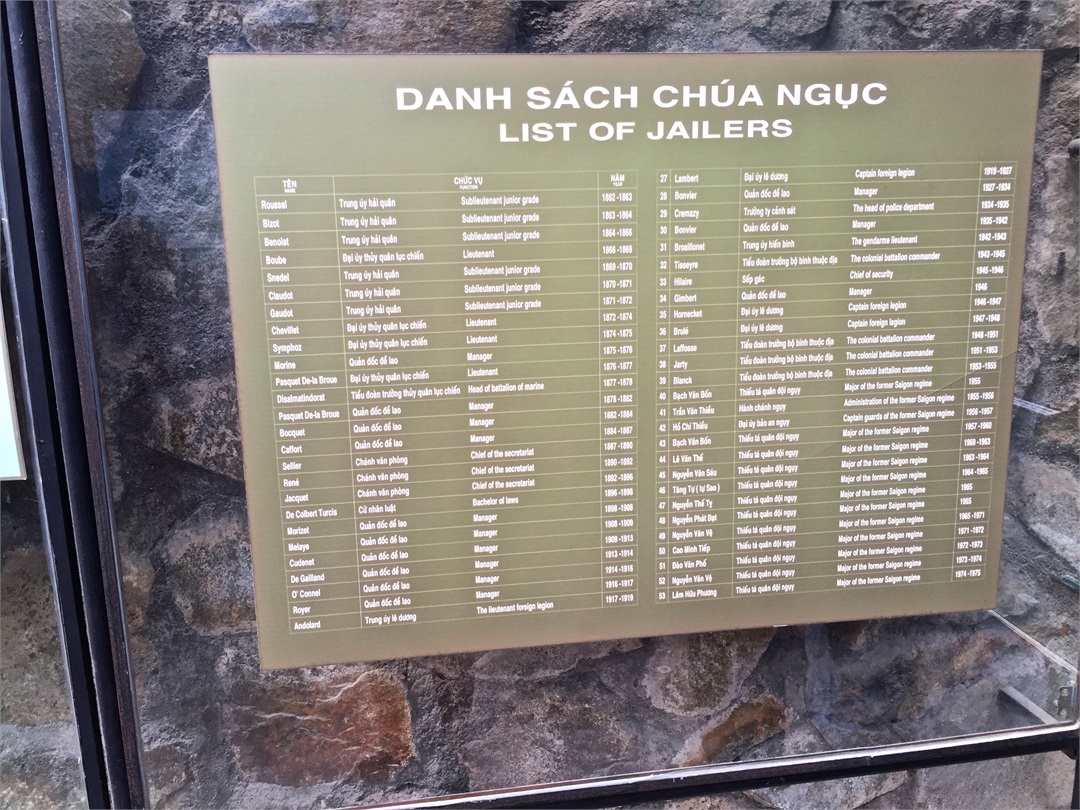 DANH SÁCH CHÚA NGỤC
LIST OF JAILERS
TÊN CHỨC VỤ NĂM
NAME FUNCTION YEAR
Roussel Trung úy hải quân Sublieutenant junior grade 1862 -1863
Bizot Trung úy hải quân Sublieutenant junior grade 1863 -1864
Benoist Trung úy hải quân Sublieutenant junior grade 1864 -1866
Boube Đại úy thủy quân lục chiến Lieutenant 1866 -1869
Snedel Trung úy hải quân Sublieutenant junior grade 1869 -1870
Claudot Trung úy hải quân Sublieutenant junior grade 1870 -1871
Gaudot Trung úy hải quân Sublieutenant junior grade 1871 -1872
Chevillet Đại úy thủy quân lục chiến Lieutenant 1872 -1874
Symphoz Đại úy thủy quân lục chiến Lieutenant 1874 -1875
Morine Quản đốc đề lao Manager 1875 -1876
Pasquet De-la Broue Đại úy thủy quân lục chiến Lieutenant 1876 -1877
Disalmatindorat Tiểu đoàn trưởng thủy quân lục chiến Head of battalion of marine 1877 -1878
Pasquet De-la Broue Quản đốc đề lao Manager 1878 -1882
Bocquet Quản đốc đề lao Manager 1882 -1884
Caffort Quản đốc đề lao Manager 1884 -1887
Sellier Chánh văn phòng Chief of the secretariat 1887 -1890
René Chánh văn phòng Chief of the secretariat 1890 -1892
Jacquet Chánh văn phòng Chief of the secretariat 1892 -1896
De Colbert Turcis Cử nhân luật Bachelor of laws 1896 -1898
Morizet Quản đốc đề lao Manager 1898 -1908
Melaye Quản đốc đề lao Manager 1908 -1909
Cudenet Quản đốc đề lao Manager 1909 -1913
De Gailland Quản đốc đề lao Manager 1913 -1914
O' Connel Quản đốc đề lao Manager 1914 -1916
Royer Quản đốc đề lao Manager 1916 -1917
Andolard Trung úy lê dương The lieutenant foreign legion 1917 -1919
27 Lambert Đại úy lê dương Captain foreign legion 1919 -1927
28 Bonvier Quản đốc đề lao Manager 1927 -1934
29 Cremazy Trưởng ty cảnh sát The head of police department 1934 -1935
30 Bonvier Quản đốc đề lao Manager 1935 -1942
31 Broaillonet Trung úy hiến binh The gendarme lieutenant 1942 -1943
32 Tisseyre Tiểu đoàn trưởng bộ binh thuộc địa The colonial battalion commander 1943 -1945
33 Hilaire Sếp gác Chief of security 1945 -1946
34 Gimbert Quản đốc đề lao Manager 1946
35 Hornecket Đại úy lê dương Captain foreign legion 1946 -1947
36 Brulé Đại úy lê dương Captain foreign legion 1947 -1948
37 Laffosse Tiểu đoàn trưởng bộ binh thuộc địa The colonial battalion commander 1948 -1951
38 Jarty Tiểu đoàn trưởng bộ binh thuộc địa The colonial battalion commander 1951 -1953
39 Blanck Tiểu đoàn trưởng bộ binh thuộc địa The colonial battalion commander 1953 -1955
40 Bạch Văn Bốn Thiếu tá quân đội ngụy Major of the former Saigon regime 1955
41 Trần Văn Thiều Hành chánh ngụy Administration of the former Saigon regime 1955 -1956
42 Hồ Chí Thiều Đại úy bảo an ngụy Captain guards of the former Saigon regime 1956 -1957
43 Bạch Văn Bốn Thiếu tá quân đội ngụy Major of the former Saigon regime 1957 -1960
44 Lê Văn Thể Thiếu tá quân đội ngụy Major of the former Saigon regime 1960 -1963
45 Nguyễn Văn Sáu Thiếu tá quân đội ngụy Major of the former Saigon regime 1963 -1964
46 Tăng Tự ( tự Sao ) Thiếu tá quân đội ngụy Major of the former Saigon regime 1964 -1965
47 Nguyễn Thế Tỵ Thiếu tá quân đội ngụy Major of the former Saigon regime 1965
48 Nguyễn Phát Đạt Thiếu tá quân đội ngụy Major of the former Saigon regime 1965
49 Nguyễn Văn Vệ Thiếu tá quân đội ngụy Major of the former Saigon regime 1965 -1971
50 Cao Minh Tiếp Thiếu tá quân đội ngụy Major of the former Saigon regime 1971 -1972
51 Đào Văn Phố Thiếu tá quân đội ngụy Major of the former Saigon regime 1972 -1973
52 Nguyễn Văn Vệ Thiếu tá quân đội ngụy Major of the former Saigon regime 1973 -1974
53 Lâm Hữu Phương Thiếu tá quân đội ngụy Major of the former Saigon regime 1974 -1975